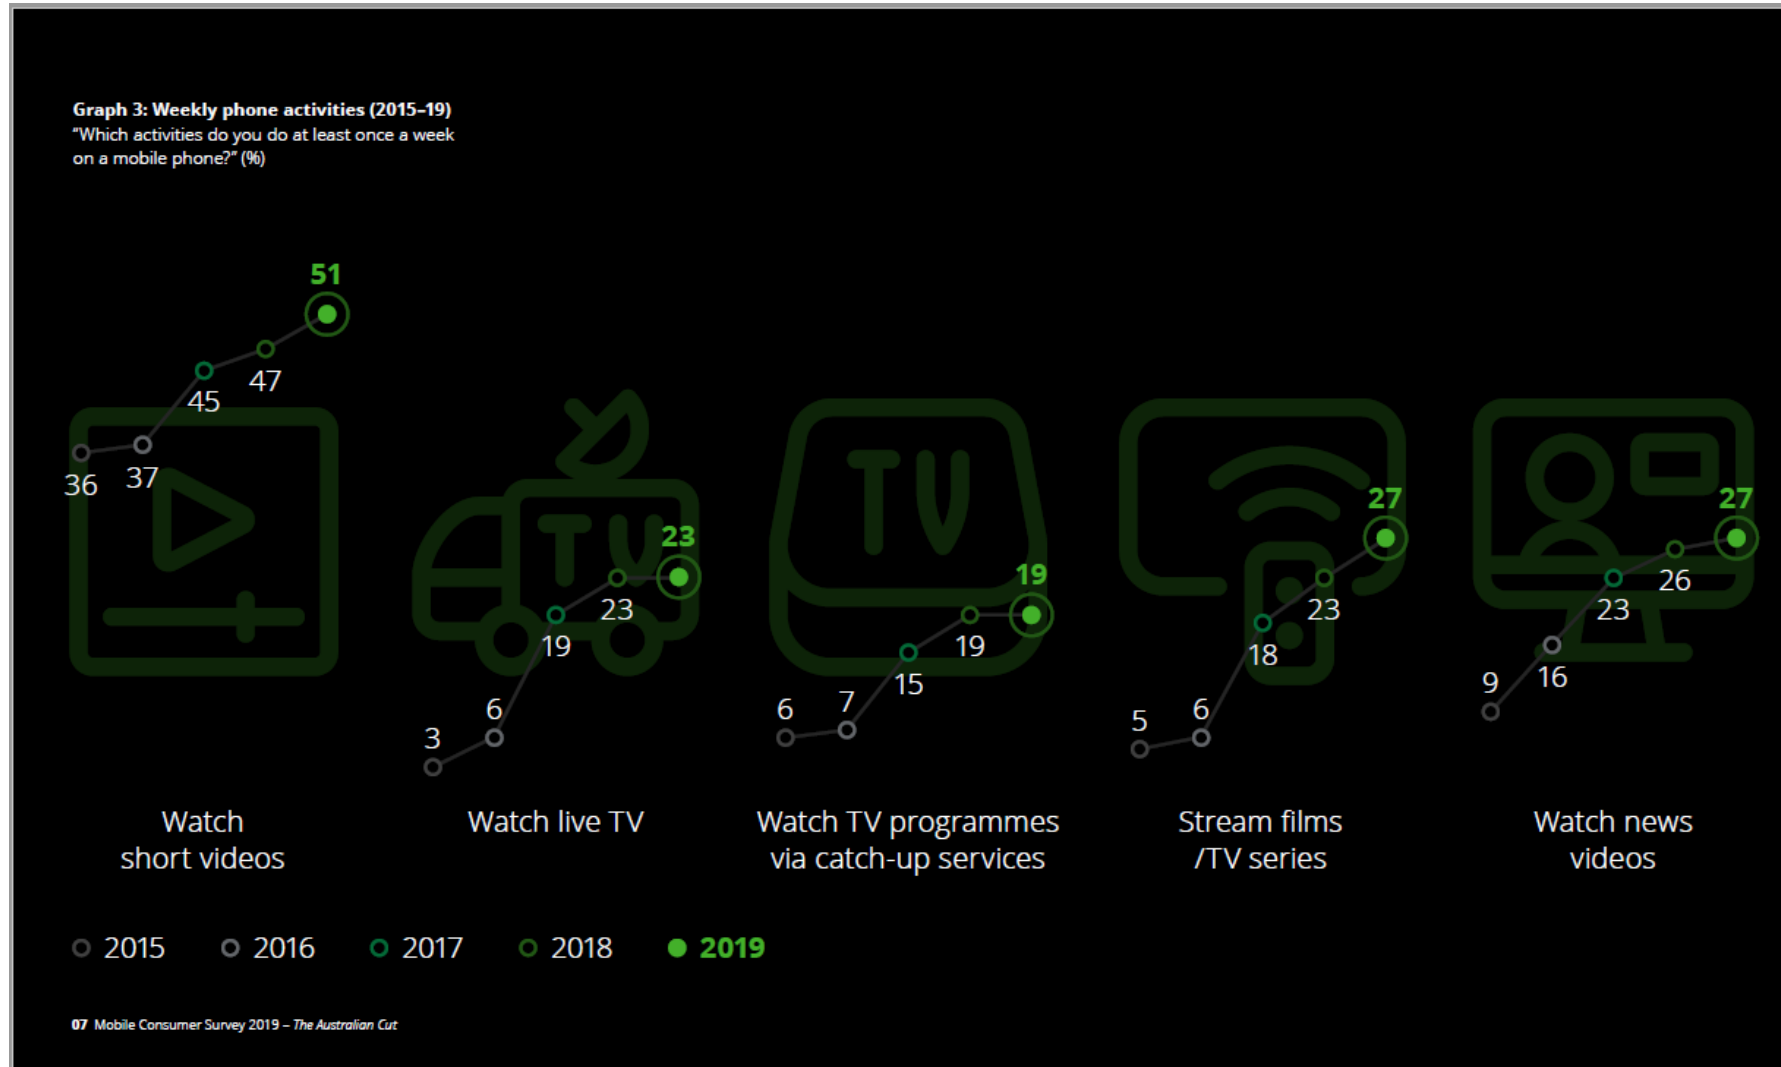 Graph 3: Weekly phone activities (2015–19)
“Which activities do you do at least once a week
on a mobile phone?” (%)
36
37
45
47
51
Watch
short videos
TV
3
6
19
23
23
Watch live TV
TV
6
7
15
19
19
Watch TV programmes
via catch-up services
5
6
18
23
27
Stream films
/TV series
9
16
23
26
27
Watch news
videos
2015
2016
2017
2018
2019
07 Mobile Consumer Survey 2019 – The Australian Cut